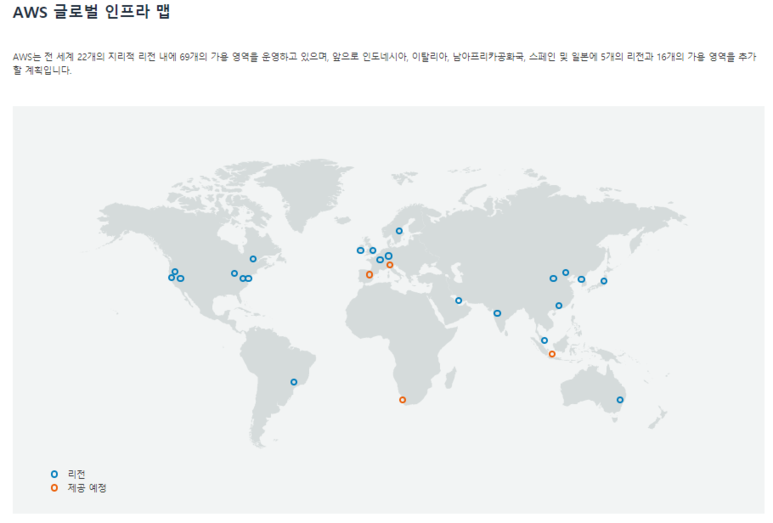 AWS 글로벌 인프라 맵
AWS는 전 세계 22개의 지리적 리전 내에 69개의 가용 영역을 운영하고 있으며, 앞으로 인도네시아, 이탈리아, 남아프리카공화국, 스페인 및 일본에 5개의 리전과 16개의 가용 영역을 추가
할 계획입니다.
리전
제공 예정